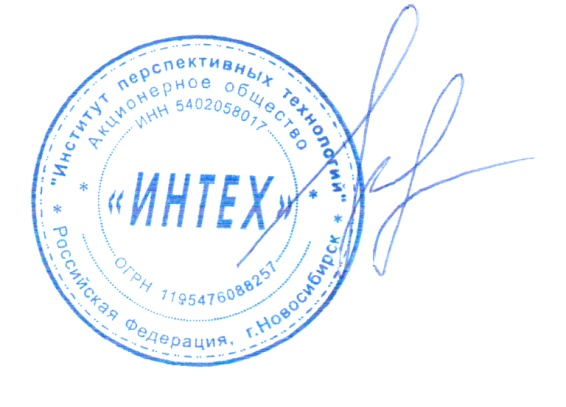 "Институт перспективных технологий"
* Акционерное общество *
ИНН 5402058017
«ИНТЕХ»
ОГРН 1195476088257
* Российская Федерация, г.Новосибирск *